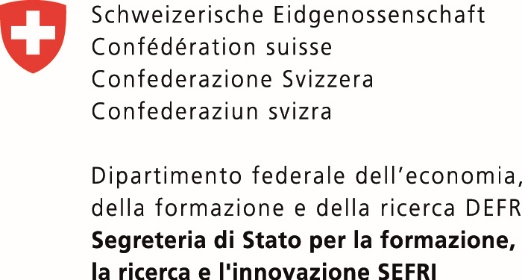 Schweizerische Eidgenossenschaft
Confédération suisse
Confederazione Svizzera
Confederaziun svizra
Dipartimento federale dell’economia,
della formazione e della ricerca DEFR
Segreteria di Stato per la formazione,
la ricerca e l'innovazione SEFRI